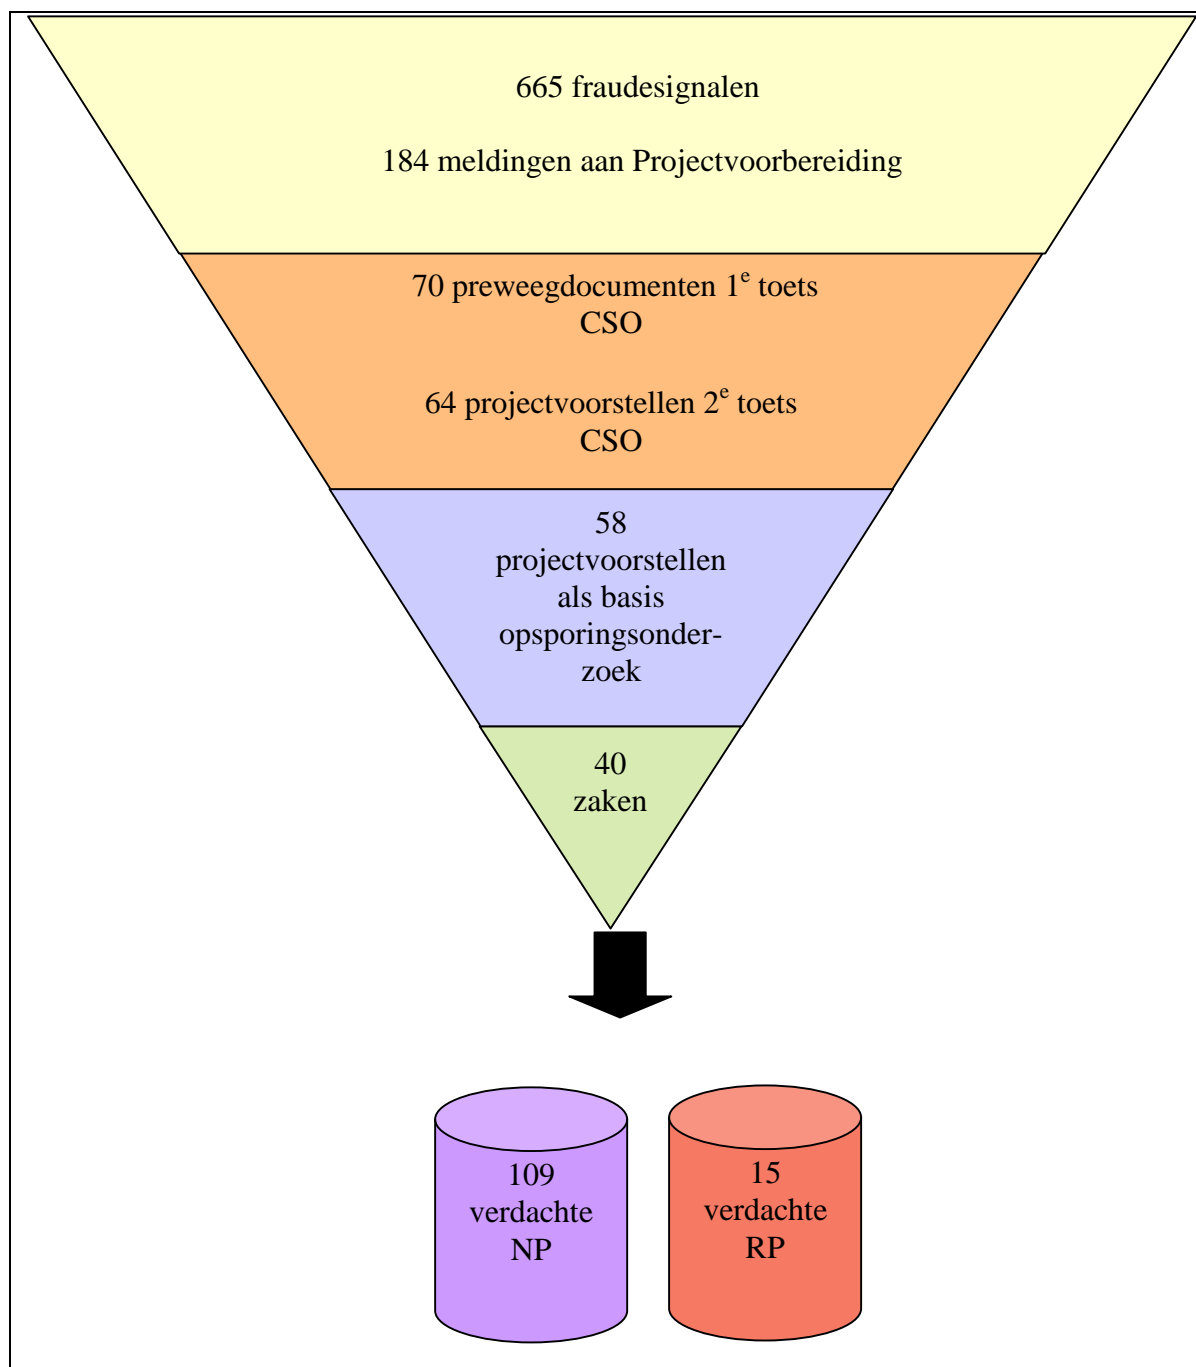 665 fraudesignalen
184 meldingen aan Projectvoorbereiding
70 preweegdocumenten 1e toets
CSO
64 projectvoorstellen 2e toets
CSO
58
projectvoorstellen
als basis
opsporingsonder-
zoek
40
zaken
109
verdachte
NP
15
verdachte
RP